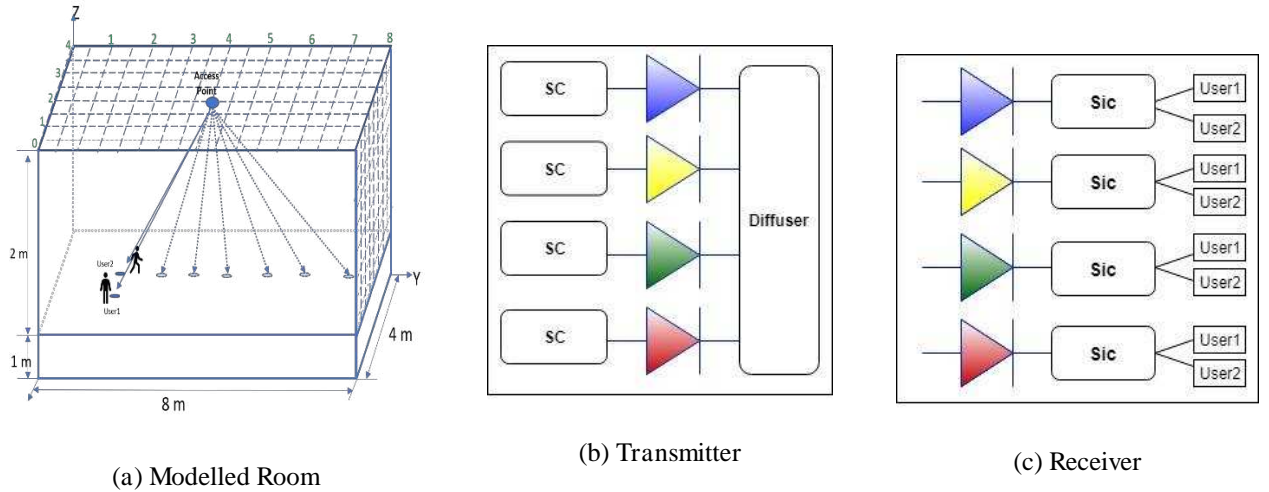 Z
1 2 3 4 5 6 7 8
4
3
2
1
0
Access
Point
2 m
User2
User1
Y
4 m
1 m
8 m
(a) Modelled Room
SC
SC
SC
SC
Diffuser
(b) Transmitter
Sic
User1
User2
Sic
User1
User2
Sic
User1
User2
Sic
User1
User2
(c) Receiver